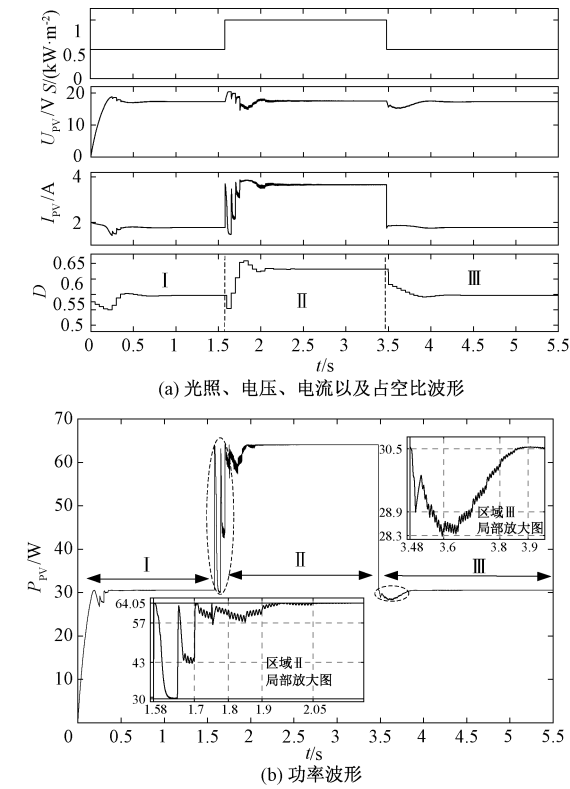 1
0.5
0
S/(kW·m⁻²)
20
10
0
U_PV/V
4
2
I_PV/A
0.65
0.6
0.55
0.5
D
Ⅰ
Ⅱ
Ⅲ
0 0.5 1 1.5 2 2.5 3 3.5 4 4.5 5 5.5
t/s
(a) 光照、电压、电流以及占空比波形
70
60
50
40
30
20
10
0
P_PV/W
Ⅰ
Ⅱ
Ⅲ
30.5
28.9
28.3
区域Ⅲ
局部放大图
3.48 3.6 3.8 3.9
64.05
57
43
30
区域Ⅱ
局部放大图
1.58 1.7 1.8 1.9 2.05
0 0.5 1 1.5 2 2.5 3 3.5 4 4.5 5 5.5
t/s
(b) 功率波形